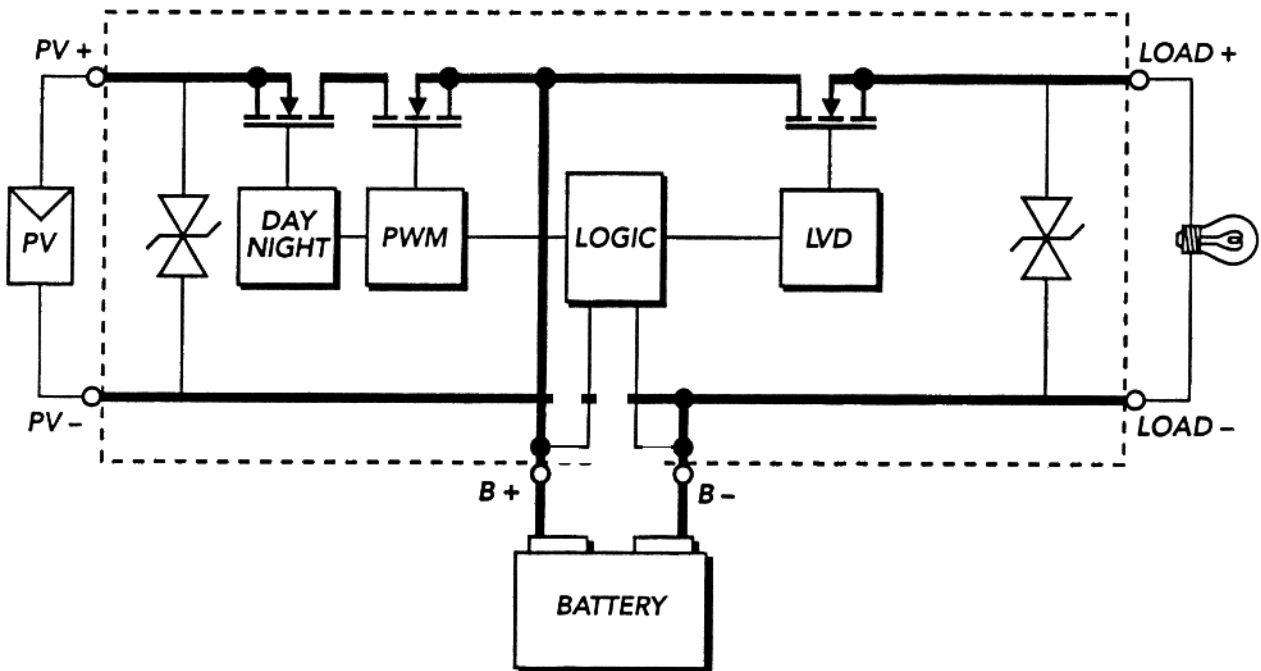 PV +
LOAD +
PV
DAY
NIGHT
PWM
LOGIC
LVD
PV –
LOAD –
B +
B –
BATTERY